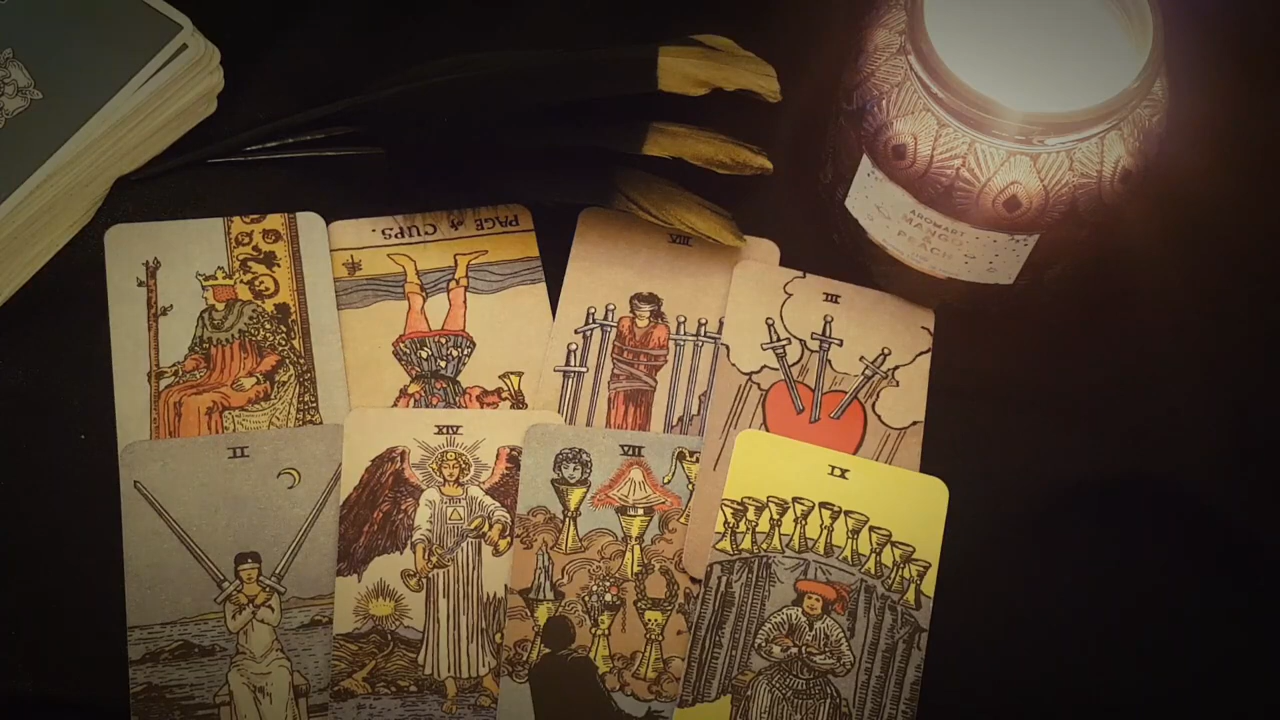 PAGE of CUPS.
VIII
III
II
XIV
VII
IX
AROMART
MANGO
&
PEACH